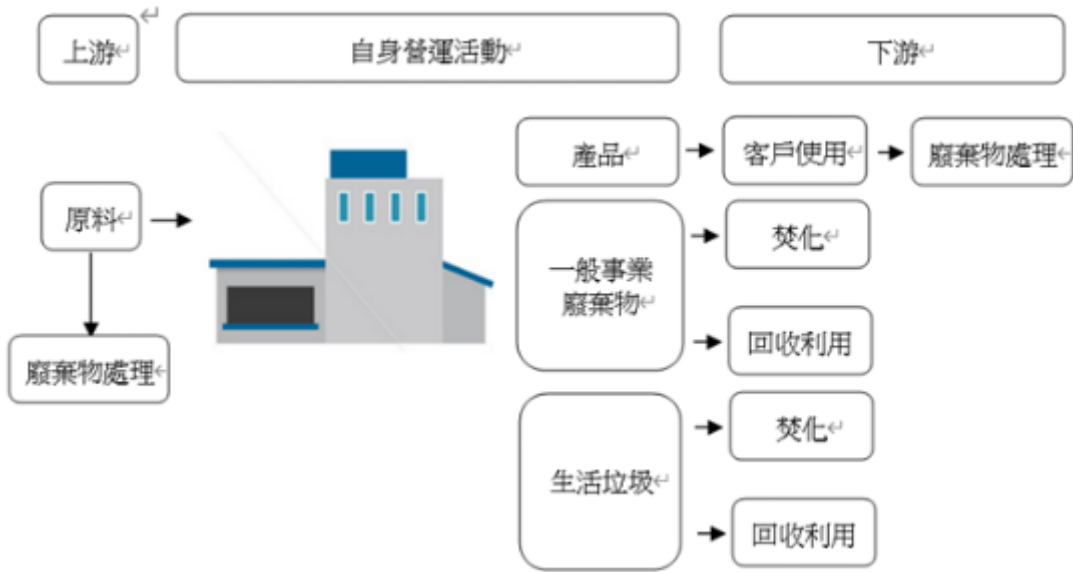 上游
自身營運活動
下游
產品
客戶使用
廢棄物處理
原料
一般事業
廢棄物
焚化
回收利用
廢棄物處理
生活垃圾
焚化
回收利用